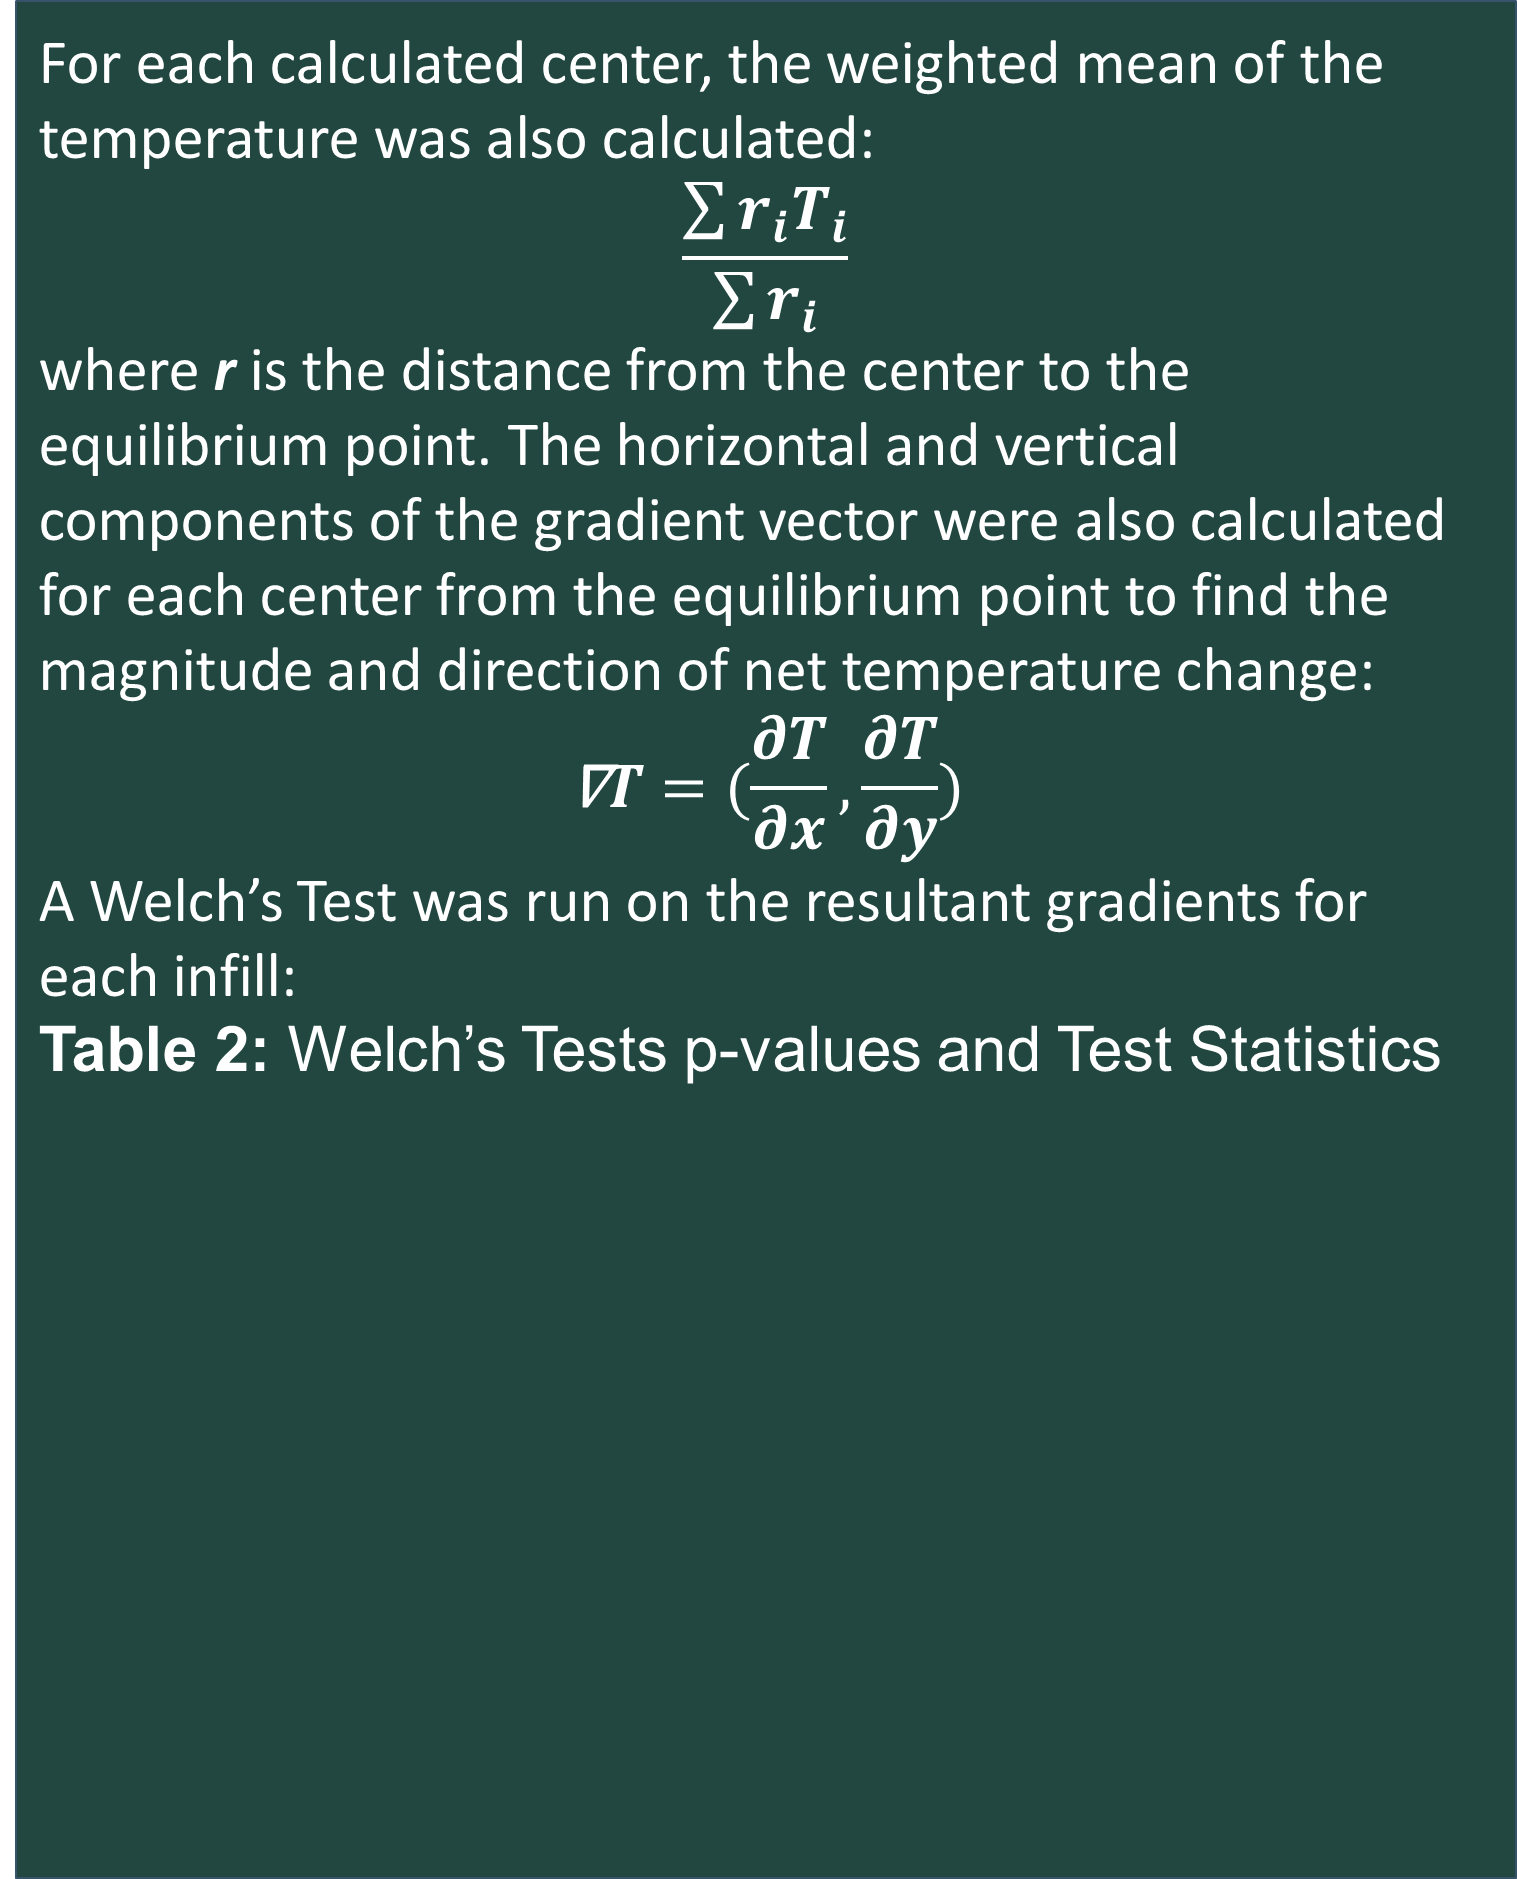 For each calculated center, the weighted mean of the
temperature was also calculated:
∑ rᵢTᵢ
∑ rᵢ
where r is the distance from the center to the
equilibrium point. The horizontal and vertical
components of the gradient vector were also calculated
for each center from the equilibrium point to find the
magnitude and direction of net temperature change:
∇T = (∂T/∂x, ∂T/∂y)
A Welch’s Test was run on the resultant gradients for
each infill:
Table 2: Welch’s Tests p-values and Test Statistics